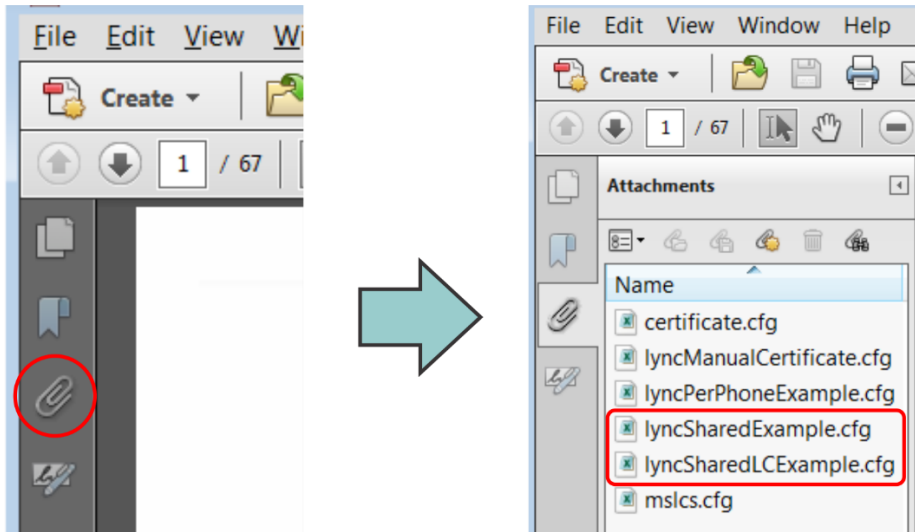 File Edit View Wi
Create
1 / 67
File Edit View Window Help
Create
1 / 67
Attachments
Name
certificate.cfg
lyncManualCertificate.cfg
lyncPerPhoneExample.cfg
lyncSharedExample.cfg
lyncSharedLCExample.cfg
mslcs.cfg